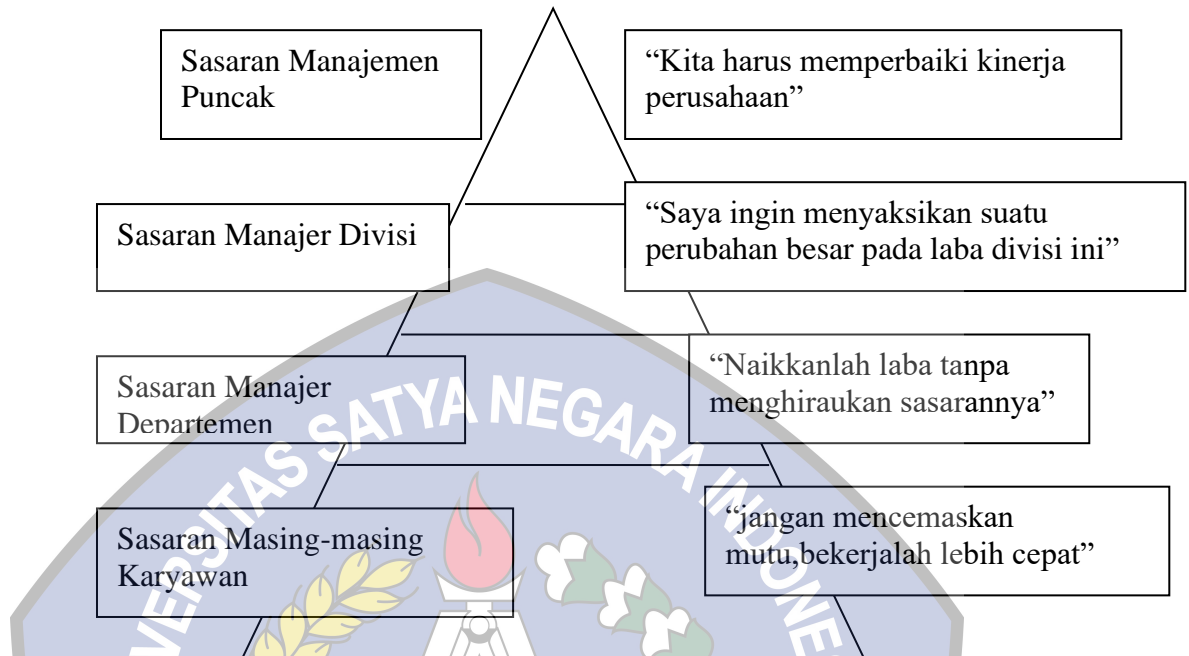 Sasaran Manajemen
Puncak
“Kita harus memperbaiki kinerja
perusahaan”
Sasaran Manajer Divisi
“Saya ingin menyaksikan suatu
perubahan besar pada laba divisi ini”
Sasaran Manajer
Departemen
“Naikkanlah laba tanpa
menghiraukan sasarannya”
Sasaran Masing-masing
Karyawan
“jangan mencemaskan
mutu,bekerjalah lebih cepat”
SATYA NEGARA